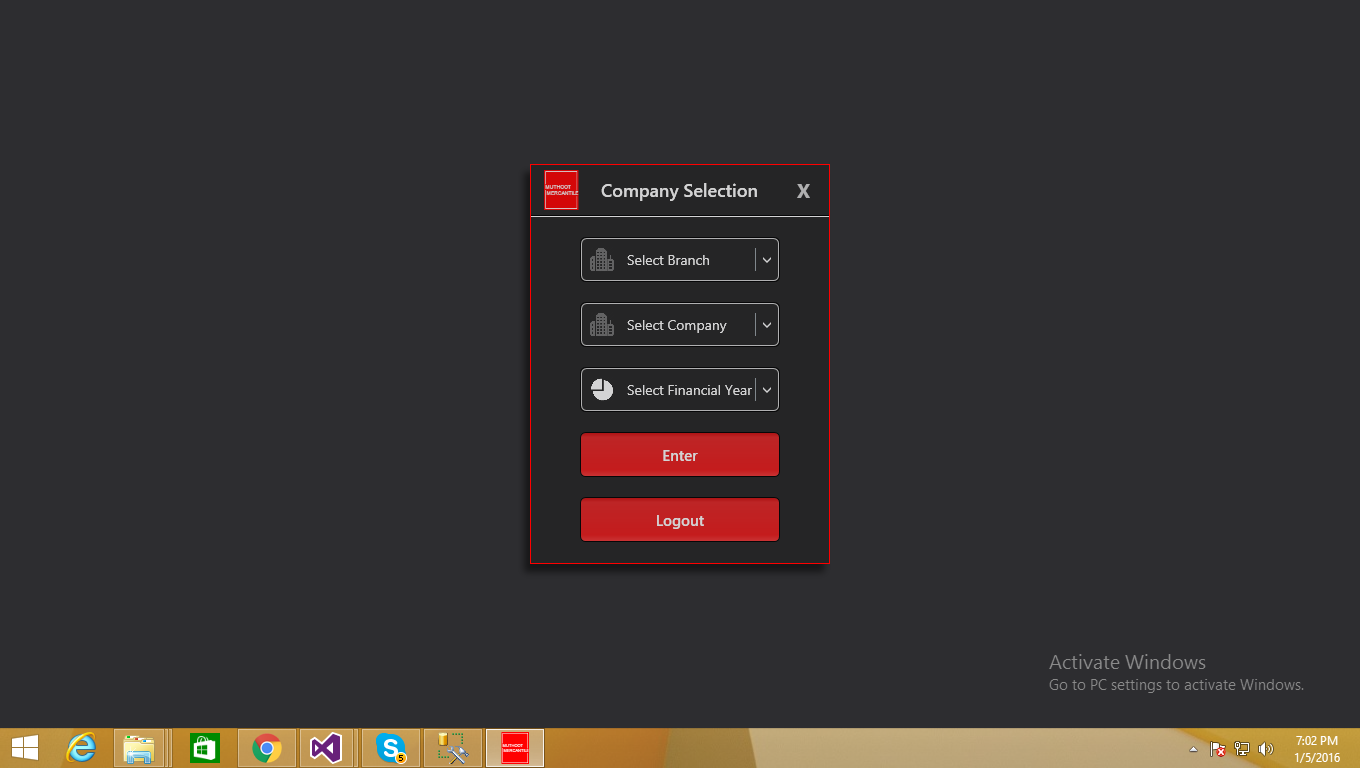 MUTHOOT
MERCANTILE
Company Selection
X
Select Branch
Select Company
Select Financial Year
Enter
Logout
Activate Windows
Go to PC settings to activate Windows.
5
MUTHOOT
7:02 PM
1/5/2016